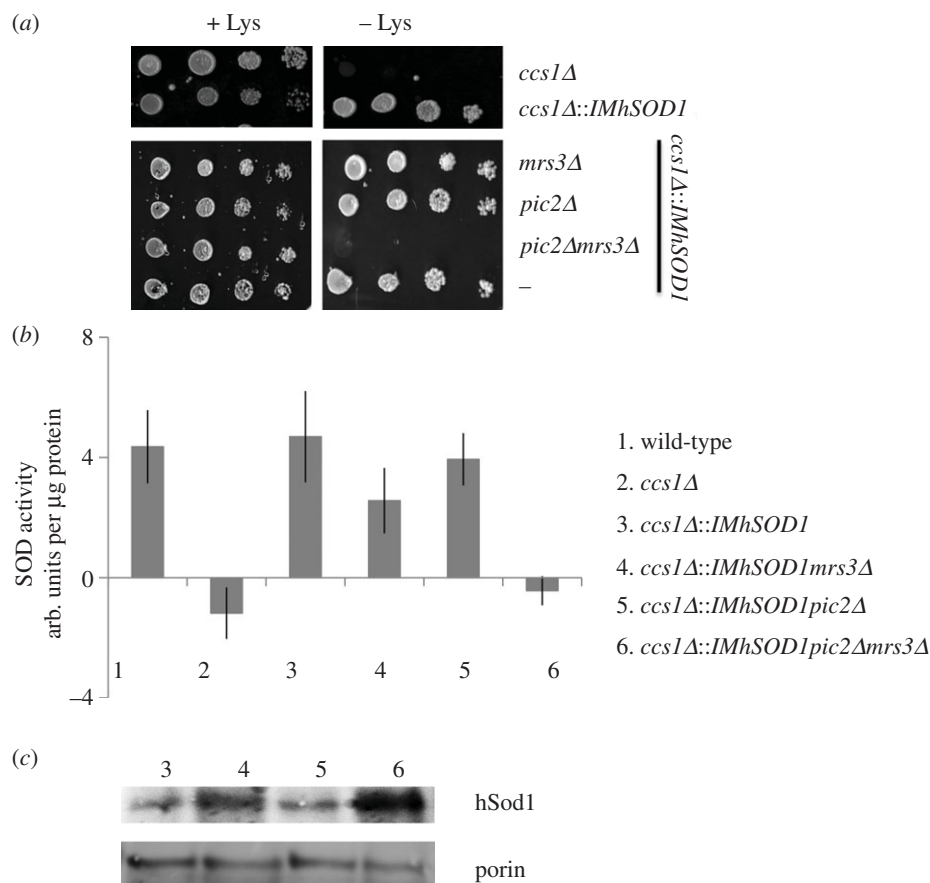 (a)
+ Lys
– Lys
ccs1Δ
ccs1Δ::IMhSOD1
mrs3Δ
pic2Δ
pic2Δmrs3Δ
–
ccs1Δ::IMhSOD1
(b)
SOD activity
arb. units per µg protein
8
4
0
–4
1 2 3 4 5 6
1. wild-type
2. ccs1Δ
3. ccs1Δ::IMhSOD1
4. ccs1Δ::IMhSOD1mrs3Δ
5. ccs1Δ::IMhSOD1pic2Δ
6. ccs1Δ::IMhSOD1pic2Δmrs3Δ
(c)
3 4 5 6
hSod1
porin